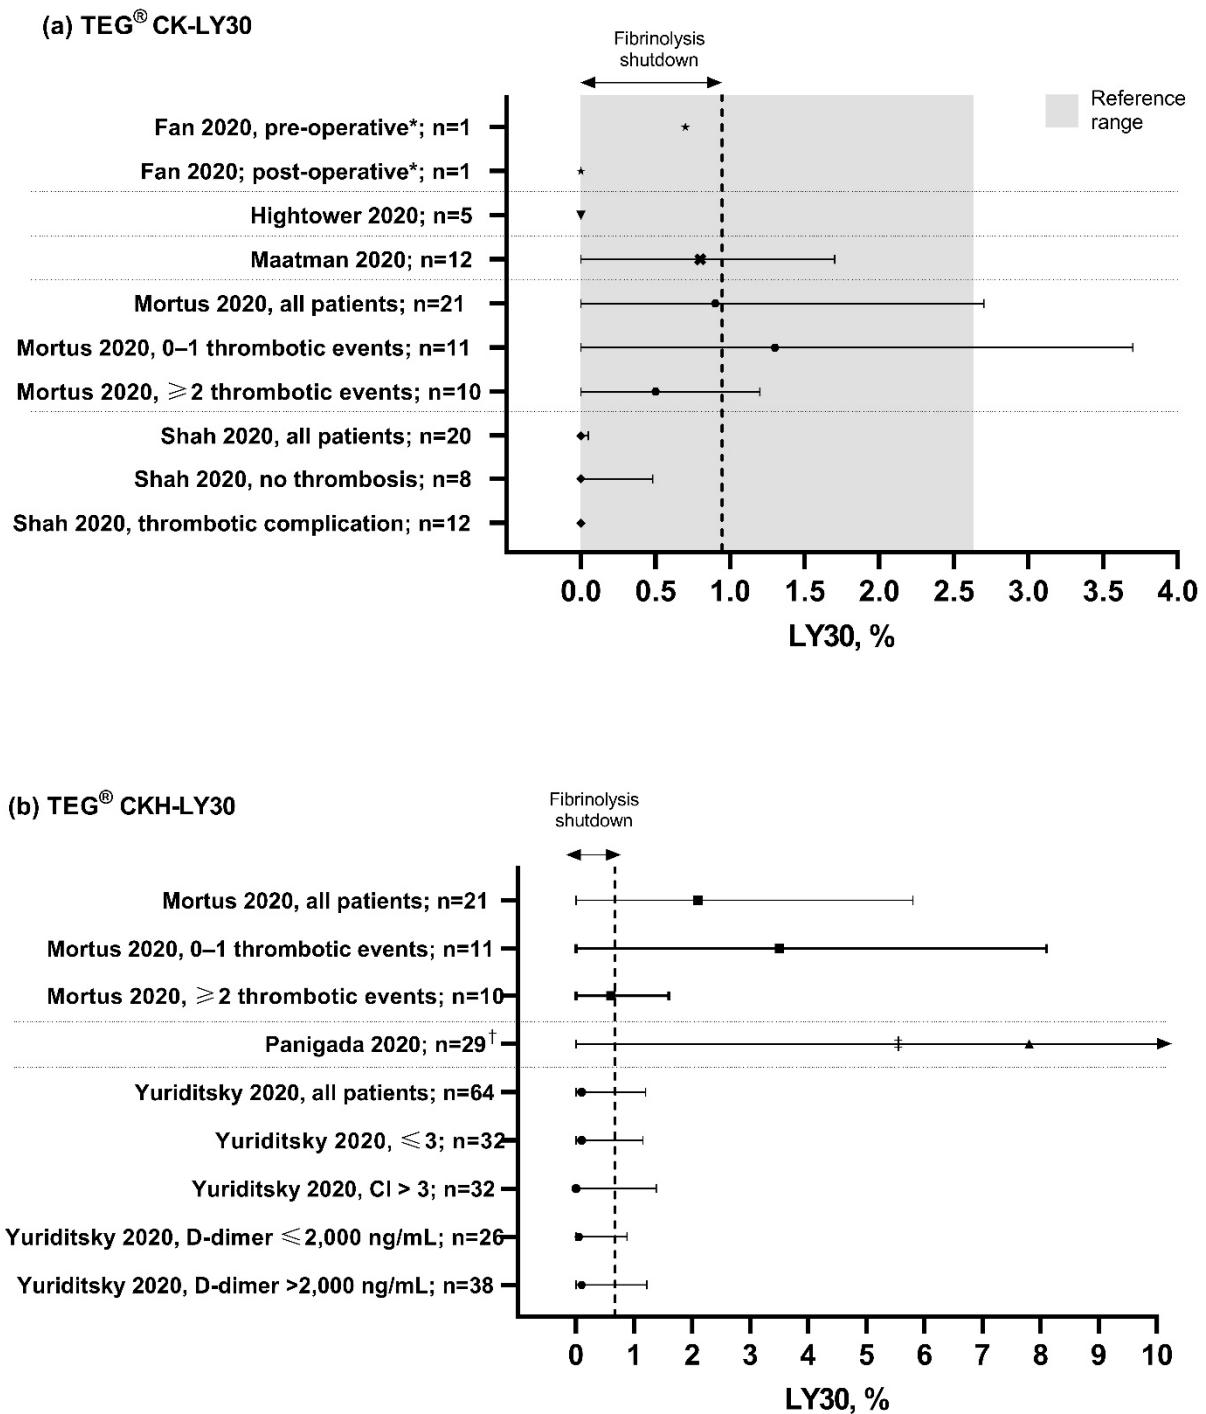 (a) TEG® CK-LY30
Fibrinolysis
shutdown
Reference
range
Fan 2020, pre-operative*; n=1
Fan 2020; post-operative*; n=1
Hightower 2020; n=5
Maatman 2020; n=12
Mortus 2020, all patients; n=21
Mortus 2020, 0–1 thrombotic events; n=11
Mortus 2020, ≥2 thrombotic events; n=10
Shah 2020, all patients; n=20
Shah 2020, no thrombosis; n=8
Shah 2020, thrombotic complication; n=12
0.0 0.5 1.0 1.5 2.0 2.5 3.0 3.5 4.0
LY30, %
(b) TEG® CKH-LY30
Fibrinolysis
shutdown
Mortus 2020, all patients; n=21
Mortus 2020, 0–1 thrombotic events; n=11
Mortus 2020, ≥2 thrombotic events; n=10
Panigada 2020; n=29†
‡
Yuriditsky 2020, all patients; n=64
Yuriditsky 2020, ≤3; n=32
Yuriditsky 2020, CI > 3; n=32
Yuriditsky 2020, D-dimer ≤2,000 ng/mL; n=26
Yuriditsky 2020, D-dimer >2,000 ng/mL; n=38
0 1 2 3 4 5 6 7 8 9 10
LY30, %